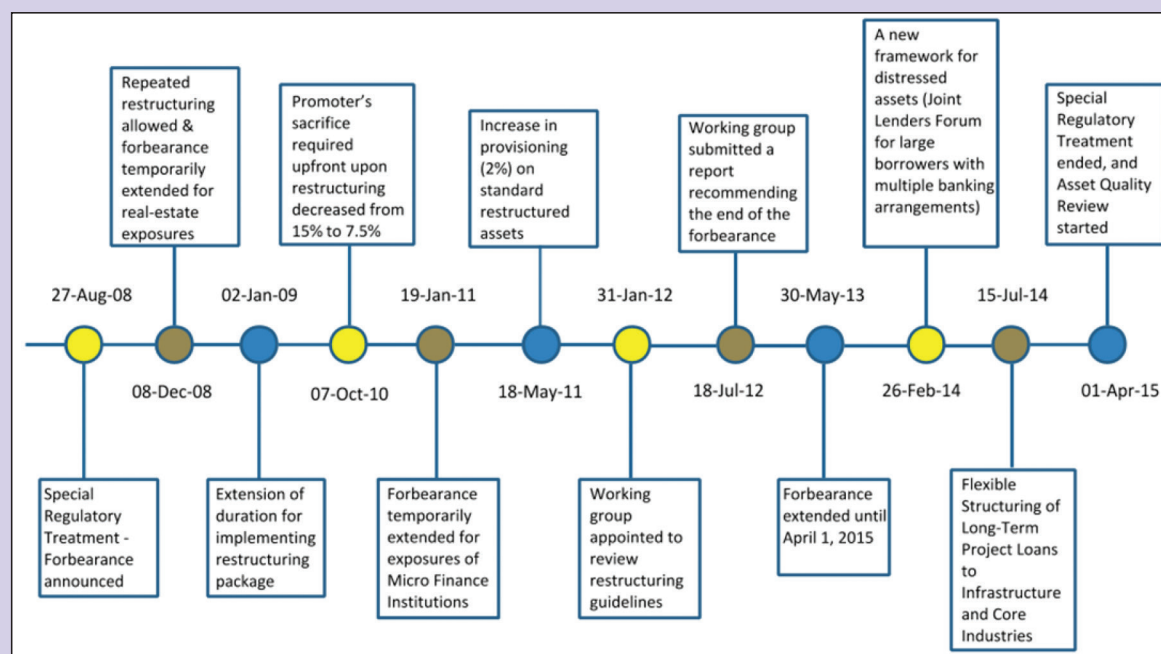 Repeated
restructuring
allowed &
forbearance
temporarily
extended for
real-estate
exposures
Promoter's
sacrifice
required
upfront upon
restructuring
decreased from
15% to 7.5%
Increase in
provisioning
(2%) on
standard
restructured
assets
Working group
submitted a
report
recommending
the end of the
forbearance
A new
framework for
distressed
assets (Joint
Lenders Forum
for large
borrowers with
multiple banking
arrangements)
Special
Regulatory
Treatment
ended, and
Asset Quality
Review
started
27-Aug-08
02-Jan-09
19-Jan-11
31-Jan-12
30-May-13
15-Jul-14
08-Dec-08
07-Oct-10
18-May-11
18-Jul-12
26-Feb-14
01-Apr-15
Special
Regulatory
Treatment -
Forbearance
announced
Extension of
duration for
implementing
restructuring
package
Forbearance
temporarily
extended for
exposures of
Micro Finance
Institutions
Working
group
appointed to
review
restructuring
guidelines
Forbearance
extended until
April 1, 2015
Flexible
Structuring of
Long-Term
Project Loans
to
Infrastructure
and Core
Industries